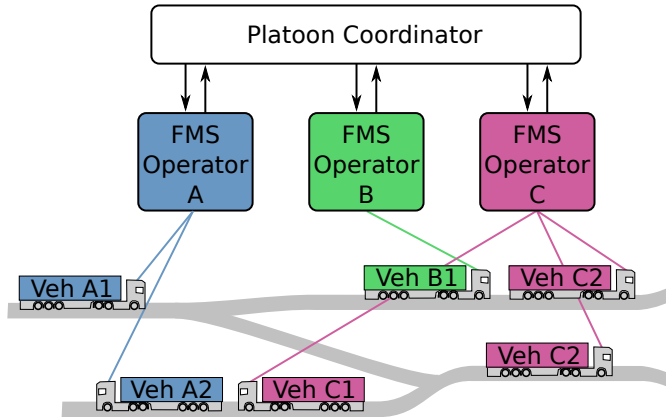 Platoon Coordinator
FMS
Operator
A
FMS
Operator
B
FMS
Operator
C
Veh A1
Veh B1
Veh C2
Veh C2
Veh A2
Veh C1